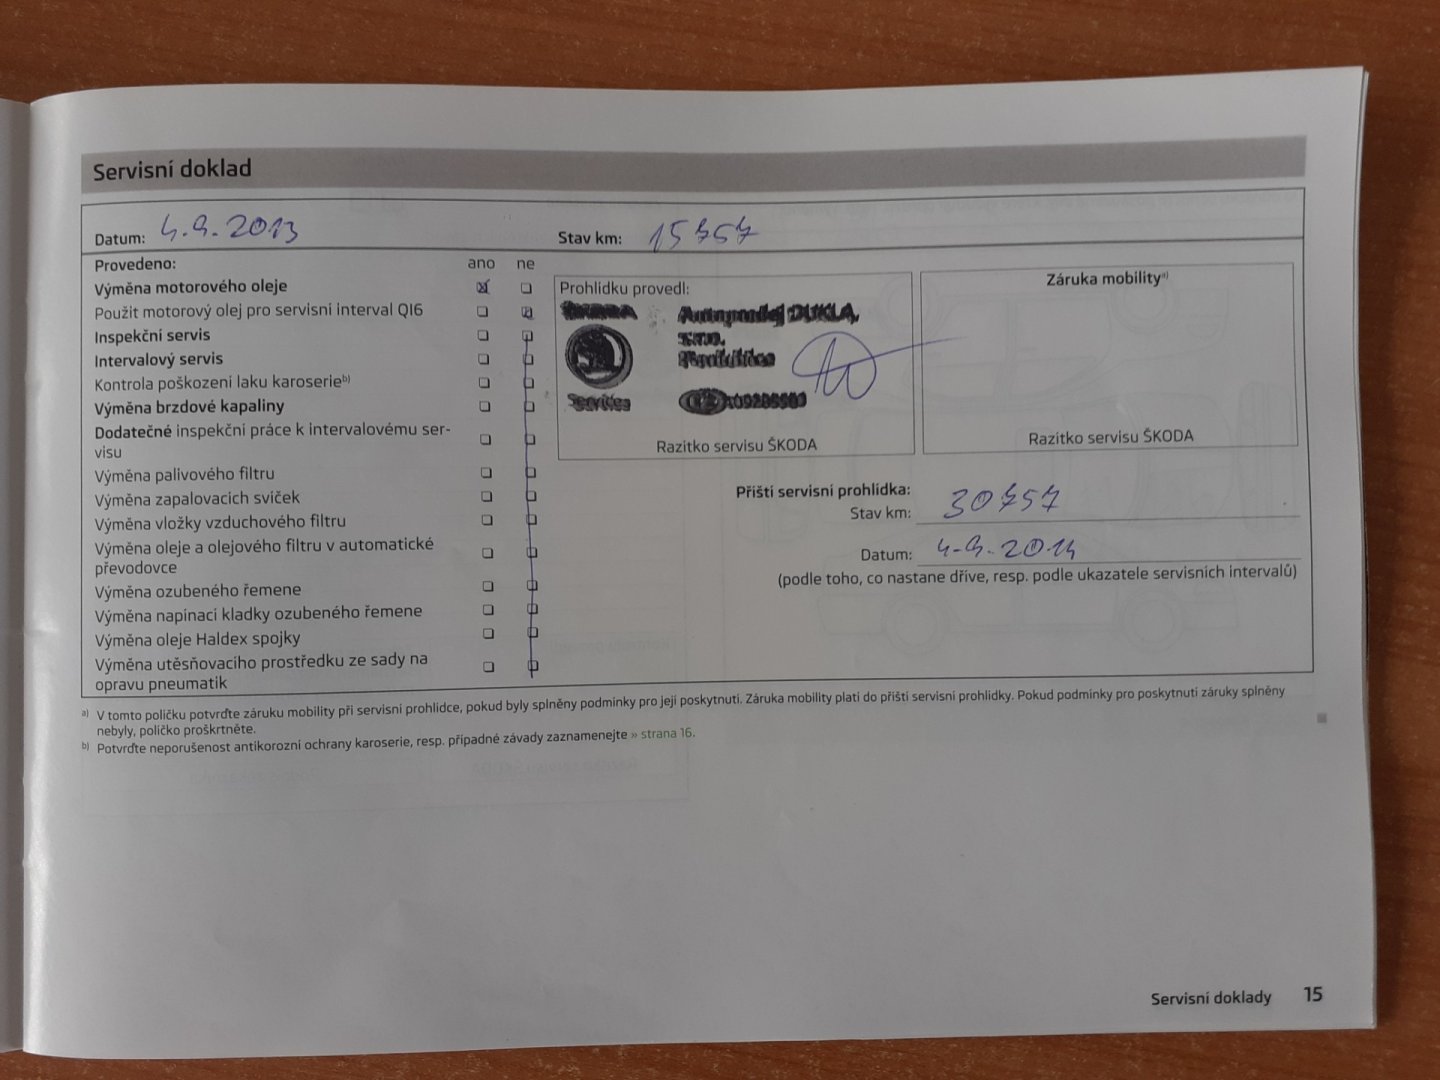 Servisní doklad
Datum: 4.9.2013
Stav km: 15757
Provedeno: ano ne
Výměna motorového oleje
Použit motorový olej pro servisní interval QI6
Inspekční servis
Intervalový servis
Kontrola poškození laku karoserie b)
Výměna brzdové kapaliny
Dodatečné inspekční práce k intervalovému ser-
visu
Výměna palivového filtru
Výměna zapalovacích svíček
Výměna vložky vzduchového filtru
Výměna oleje a olejového filtru v automatické
převodovce
Výměna ozubeného řemene
Výměna napínací kladky ozubeného řemene
Výměna oleje Haldex spojky
Výměna utěsňovacího prostředku ze sady na
opravu pneumatik
Prohlídku provedl:
ŠKODA
Autoprodej DUKLA,
s.r.o.
Pardubice
Razítko servisu ŠKODA
Záruka mobility a)
Razítko servisu ŠKODA
Příští servisní prohlídka:
Stav km: 30757
Datum: 4.9.2014
(podle toho, co nastane dříve, resp. podle ukazatele servisních intervalů)
a) V tomto políčku potvrďte záruku mobility při servisní prohlídce, pokud byly splněny podmínky pro její poskytnutí. Záruka mobility platí do příští servisní prohlídky. Pokud podmínky pro poskytnutí záruky splněny
nebyly, políčko proškrtněte.
b) Potvrďte neporušenost antikorozní ochrany karoserie, resp. případné závady zaznamenejte » strana 16.
Servisní doklady 15